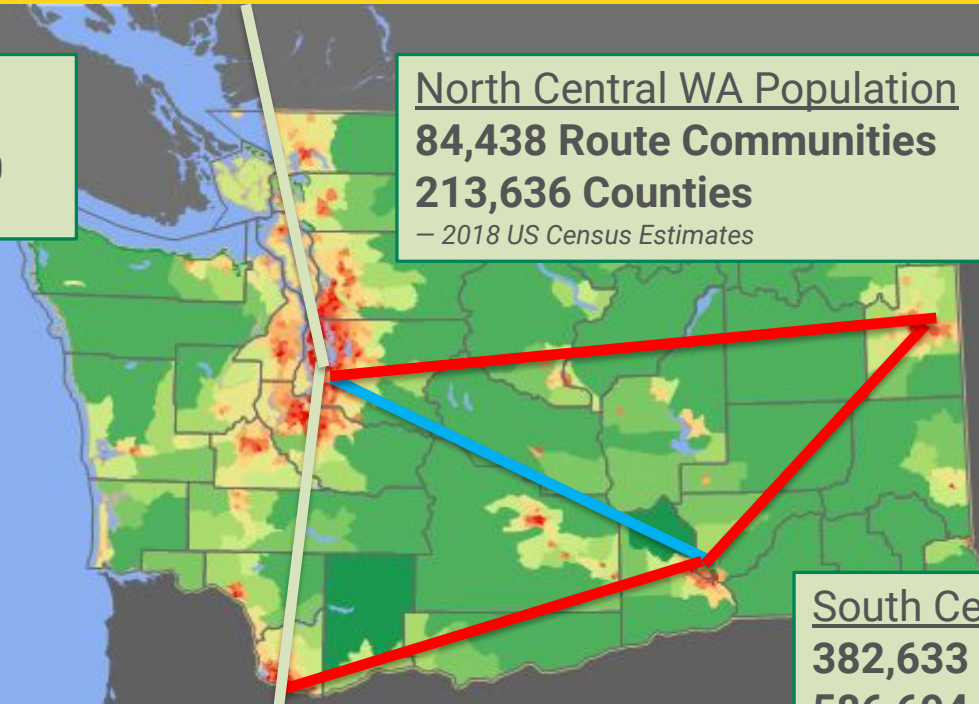 North Central WA Population
84,438 Route Communities
213,636 Counties
— 2018 US Census Estimates
South Ce
382,633